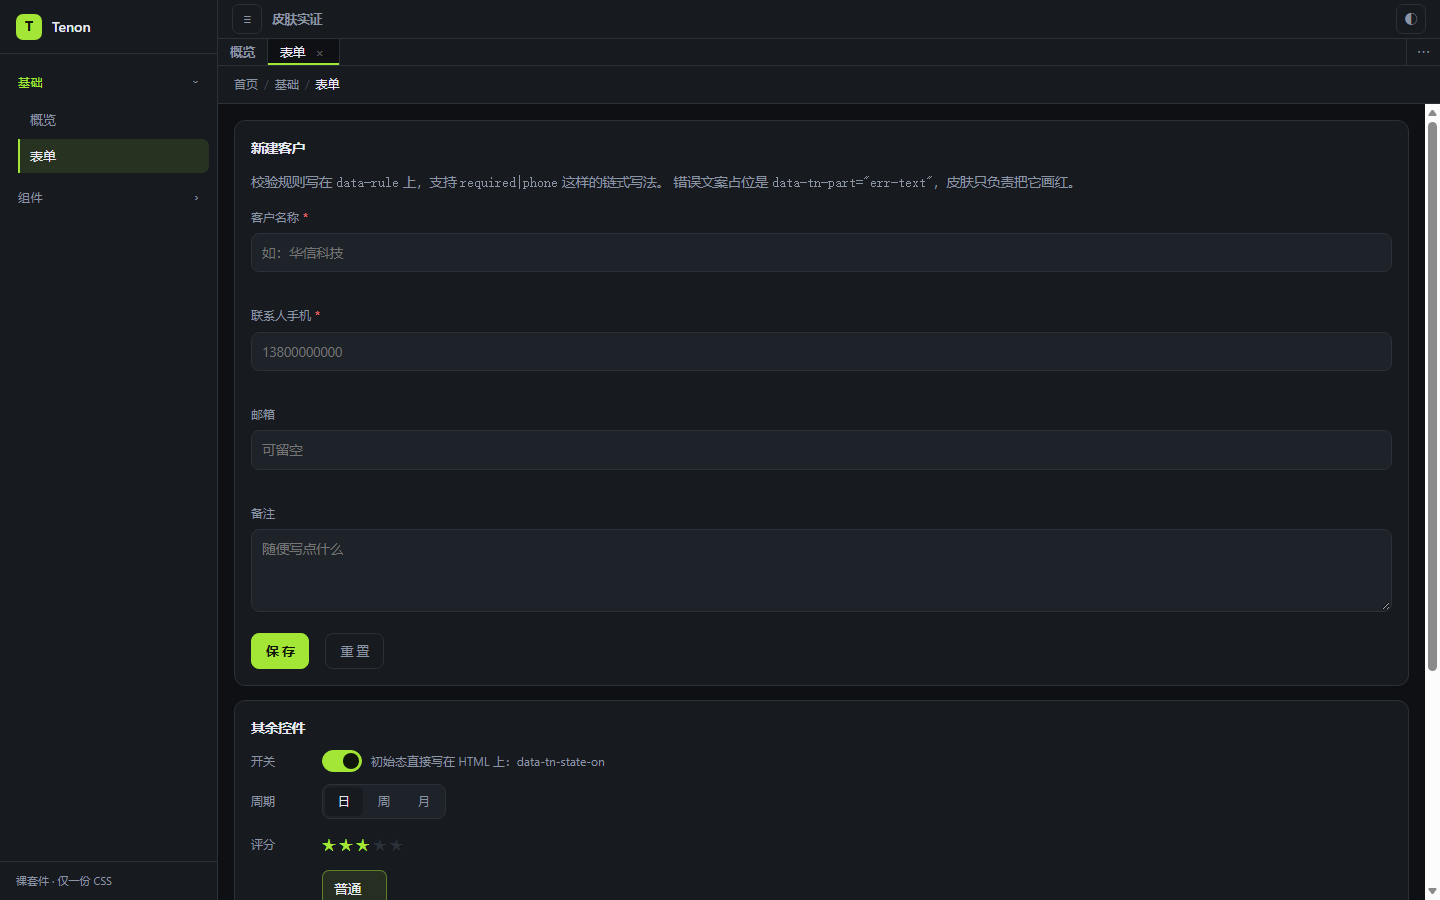 T Tenon
基础
概览
表单
组件
裸套件 · 仅一份 CSS
皮肤实证
概览 表单 ×
首页 / 基础 / 表单
新建客户
校验规则写在 data-rule 上，支持 required|phone 这样的链式写法。 错误文案占位是 data-tn-part="err-text"，皮肤只负责把它画红。
客户名称 *
如：华信科技
联系人手机 *
13800000000
邮箱
可留空
备注
随便写点什么
保存 重置
其余控件
开关 初始态直接写在 HTML 上：data-tn-state-on
周期 日 周 月
评分 ★★★★★
普通